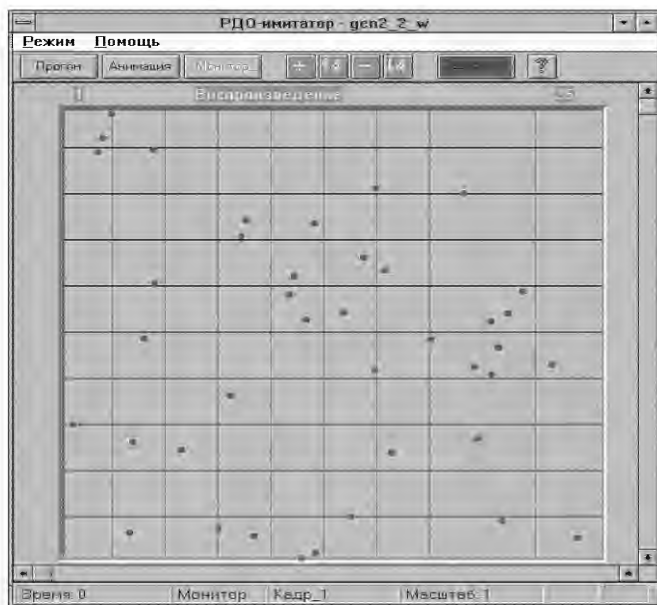 РДО-имитатор - gen2_2_w
Режим Помощь
Прогон Анимация Монитор ?
Воспроизведение
Время: 0 Монитор Кадр_1 Масштаб: 1